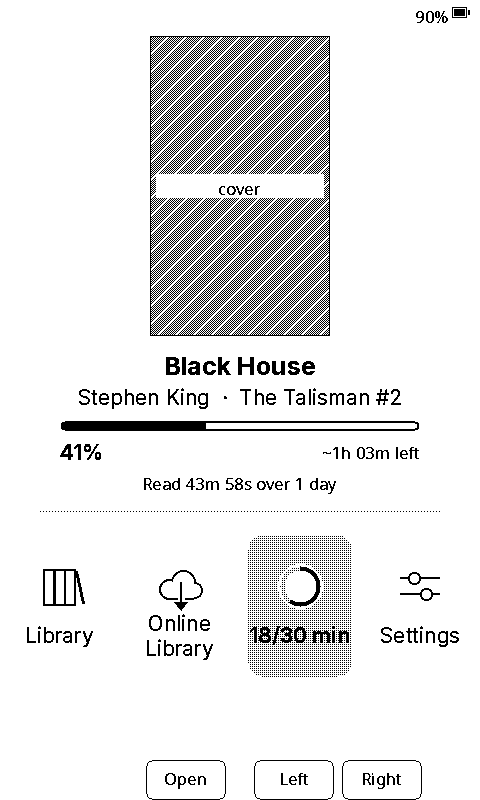 90%
cover
Black House
Stephen King · The Talisman #2
41%
~1h 03m left
Read 43m 58s over 1 day
Library
Online
Library
18/30 min
Settings
Open
Left
Right